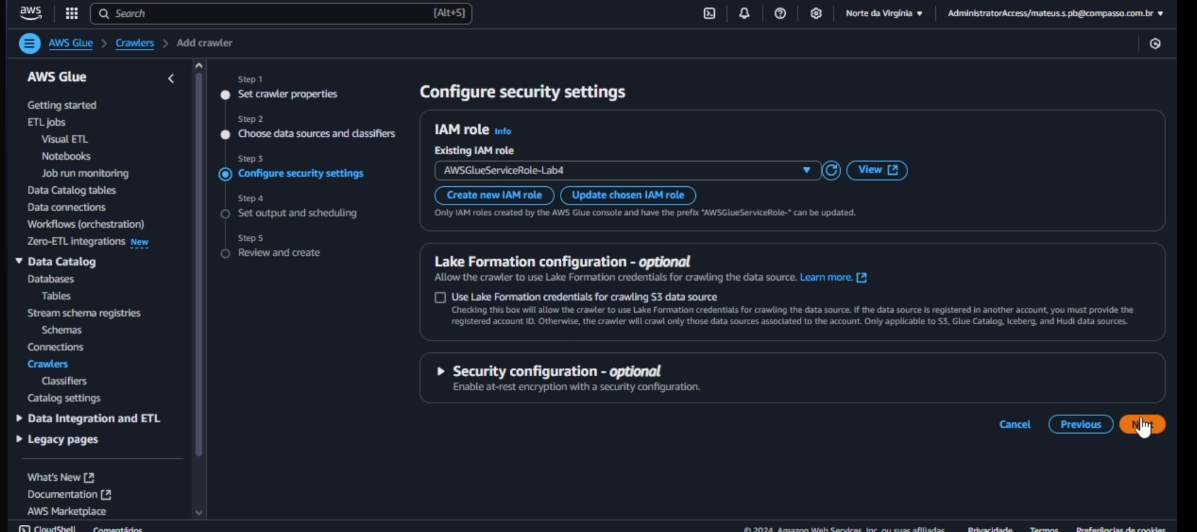 aws
Search
[Alt+S]
Norte da Virgínia
AdministratorAccess/mateus.s.pb@compasso.com.br
AWS Glue > Crawlers > Add crawler
AWS Glue
Getting started
ETL jobs
Visual ETL
Notebooks
Job run monitoring
Data Catalog tables
Data connections
Workflows (orchestration)
Zero-ETL integrations New
Data Catalog
Databases
Tables
Stream schema registries
Schemas
Connections
Crawlers
Classifiers
Catalog settings
Data Integration and ETL
Legacy pages
What's New
Documentation
AWS Marketplace
Step 1
Set crawler properties
Step 2
Choose data sources and classifiers
Step 3
Configure security settings
Step 4
Set output and scheduling
Step 5
Review and create
Configure security settings
IAM role Info
Existing IAM role
AWSGlueServiceRole-Lab4
View
Create new IAM role
Update chosen IAM role
Only IAM roles created by the AWS Glue console and have the prefix "AWSGlueServiceRole-" can be updated.
Lake Formation configuration - optional
Allow the crawler to use Lake Formation credentials for crawling the data source. Learn more.
Use Lake Formation credentials for crawling S3 data source
Checking this box will allow the crawler to use Lake Formation credentials for crawling the data source. If the data source is registered in another account, you must provide the
registered account ID. Otherwise, the crawler will crawl only those data sources associated to the account. Only applicable to S3, Glue Catalog, Iceberg, and Hudi data sources.
Security configuration - optional
Enable at-rest encryption with a security configuration.
Cancel
Previous
CloudShell
Comentários
© 2024, Amazon Web Services, Inc. ou suas afiliadas.
Privacidade
Termos
Preferências de cookies